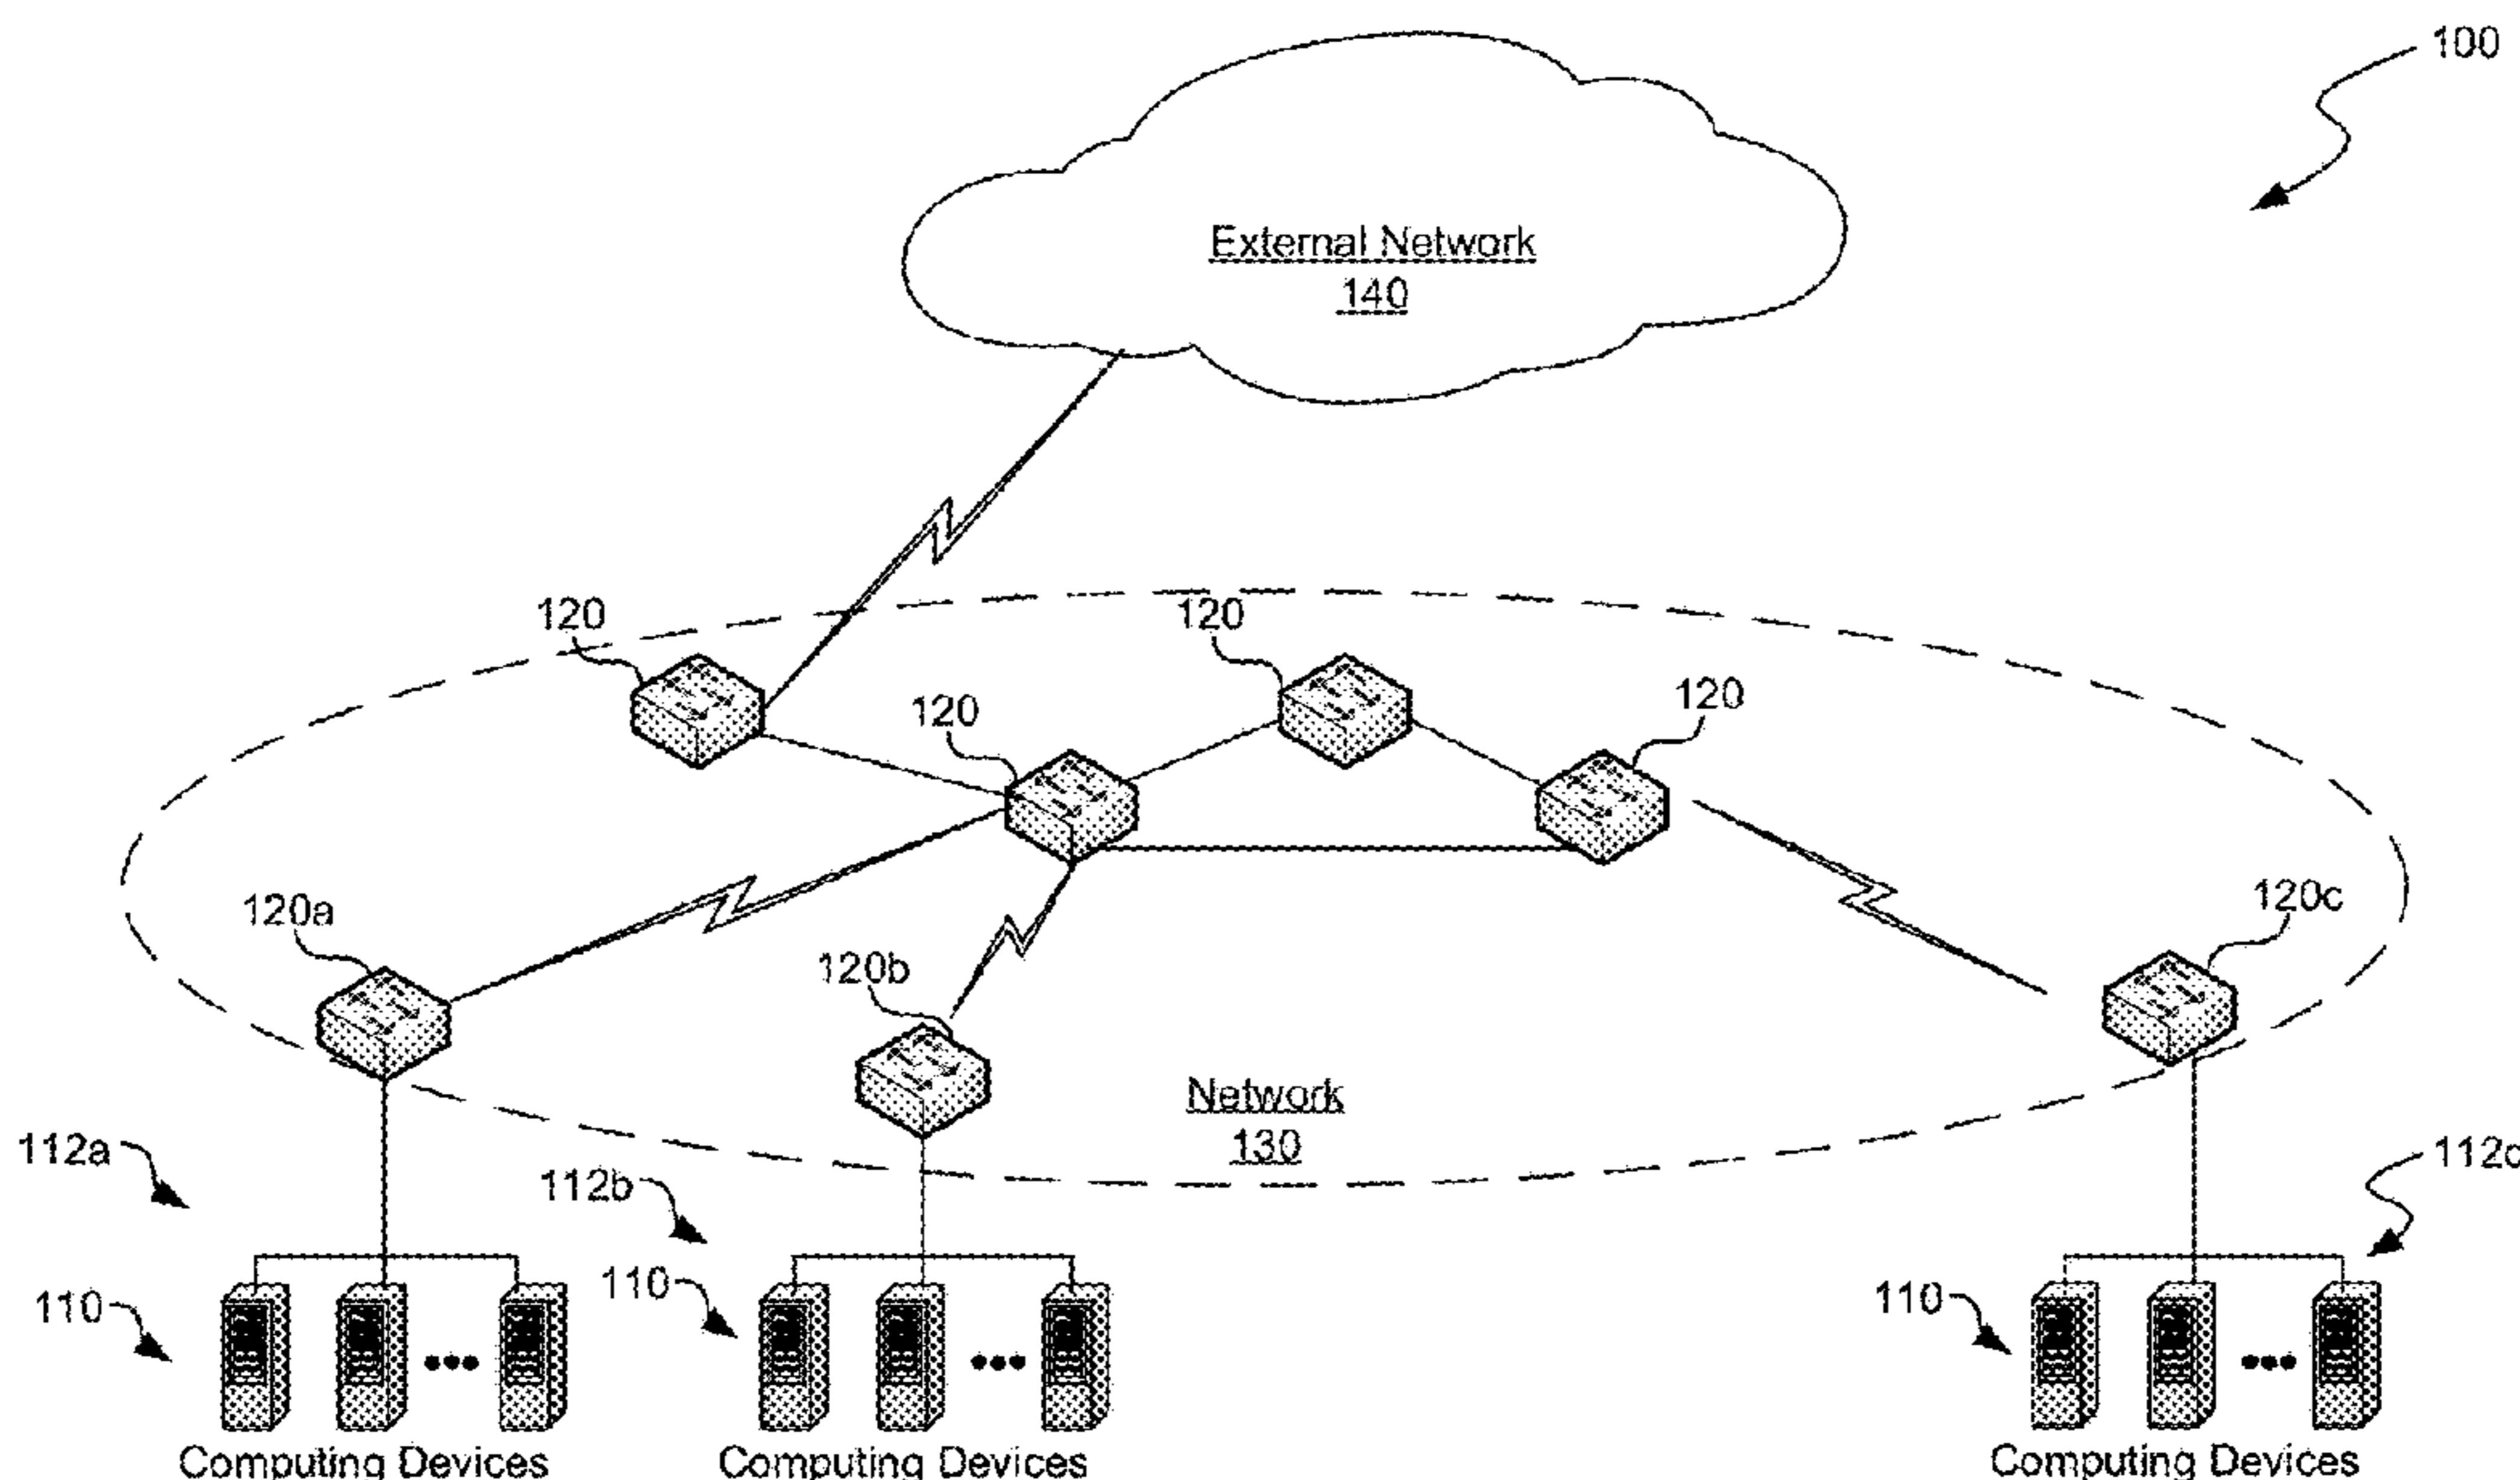 100
External Network
140
120
120
120
120
120a
120c
120b
Network
130
112a
112b
110
110
110
Computing Devices
Computing Devices
Computing Devices